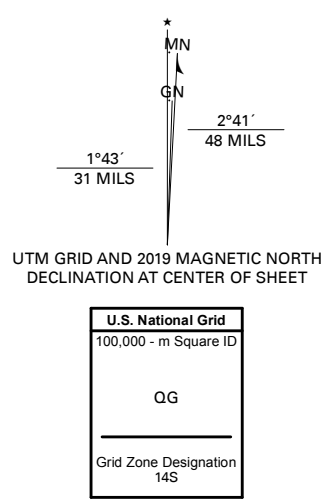 ★
MN
GN
2°41´
48 MILS
1°43´
31 MILS
UTM GRID AND 2019 MAGNETIC NORTH
DECLINATION AT CENTER OF SHEET
U.S. National Grid
100,000 - m Square ID
QG
Grid Zone Designation
14S